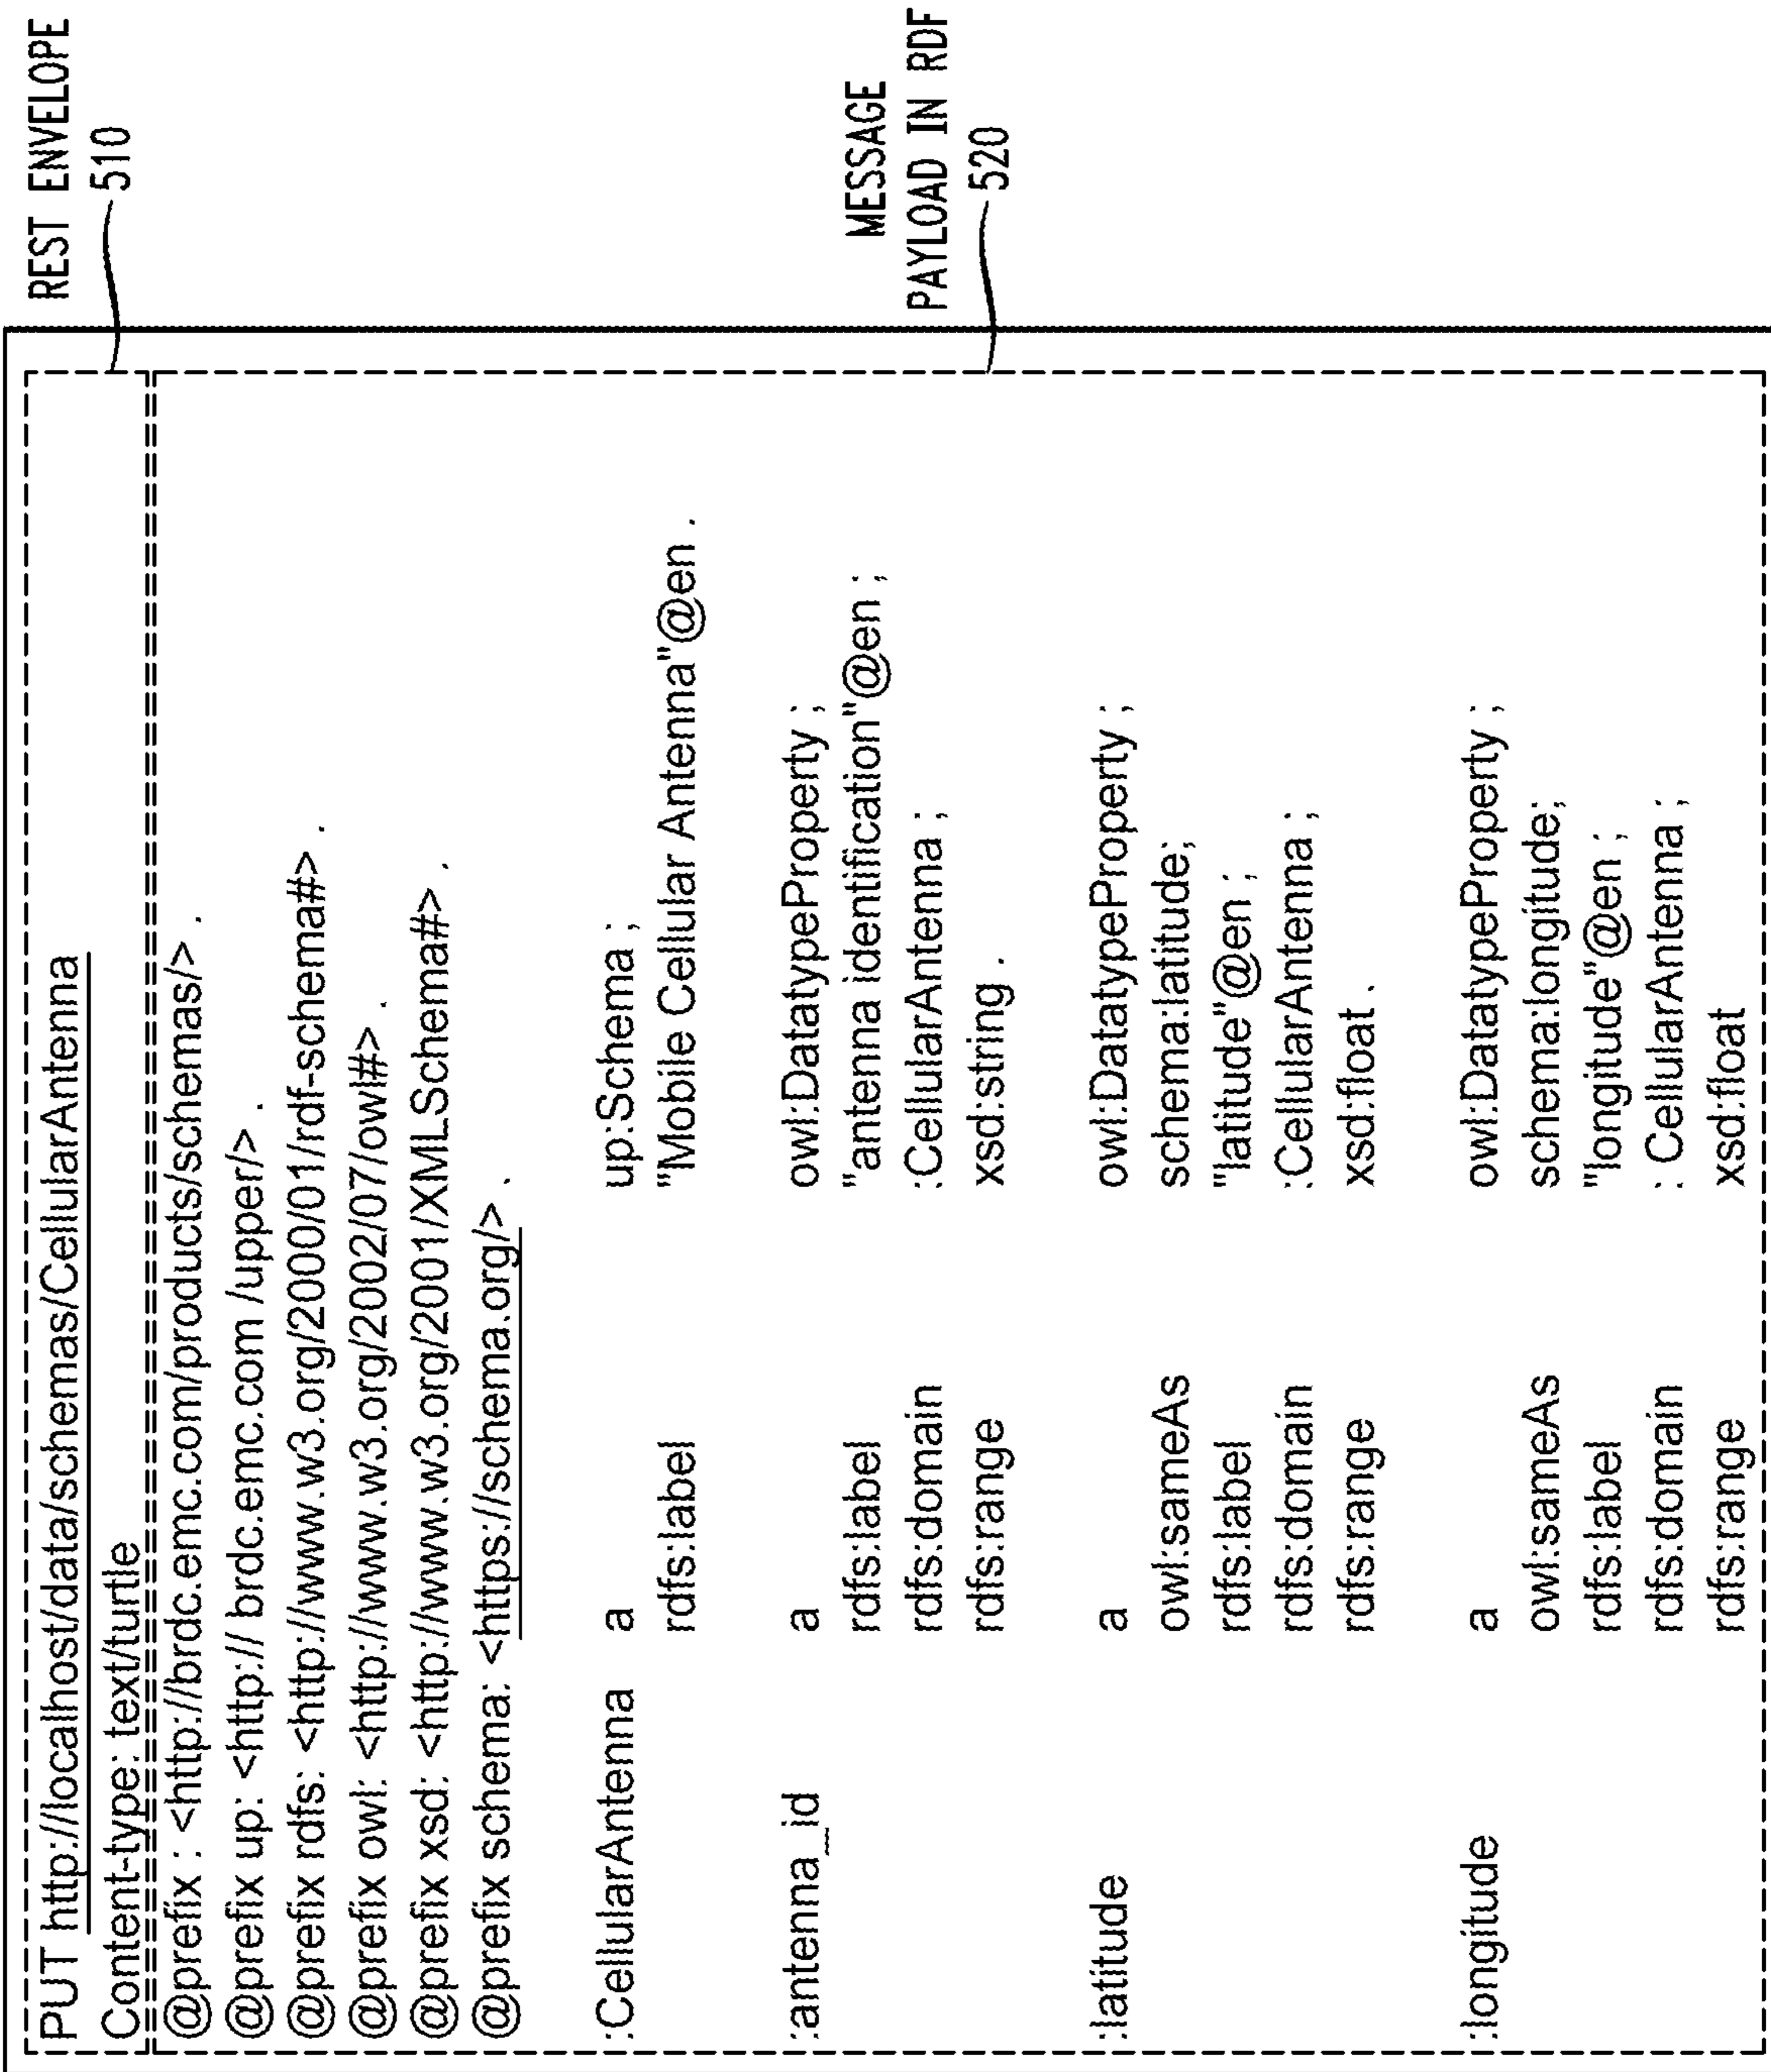 REST ENVELOPE
510
PUT http://localhost/data/schemas/CellularAntenna
Content-type: text/turtle
@prefix : <http://brdc.emc.com/products/schemas/> .
@prefix up: <http:// brdc.emc.com /upper/> .
@prefix rdfs: <http://www.w3.org/2000/01/rdf-schema#> .
@prefix owl: <http://www.w3.org/2002/07/owl#> .
@prefix xsd: <http://www.w3.org/2001/XMLSchema#> .
@prefix schema: <https://schema.org/> .
:CellularAntenna a up:Schema ;
rdfs:label "Mobile Cellular Antenna"@en .
:antenna_id a owl:DatatypeProperty ;
rdfs:label "antenna identification"@en ;
rdfs:domain :CellularAntenna ;
rdfs:range xsd:string .
:latitude a owl:DatatypeProperty ;
owl:sameAs schema:latitude;
rdfs:label "latitude"@en ;
rdfs:domain :CellularAntenna ;
rdfs:range xsd:float .
:longitude a owl:DatatypeProperty ;
owl:sameAs schema:longitude;
rdfs:label "longitude"@en ;
rdfs:domain : CellularAntenna ;
rdfs:range xsd:float
MESSAGE
PAYLOAD IN RDF
520